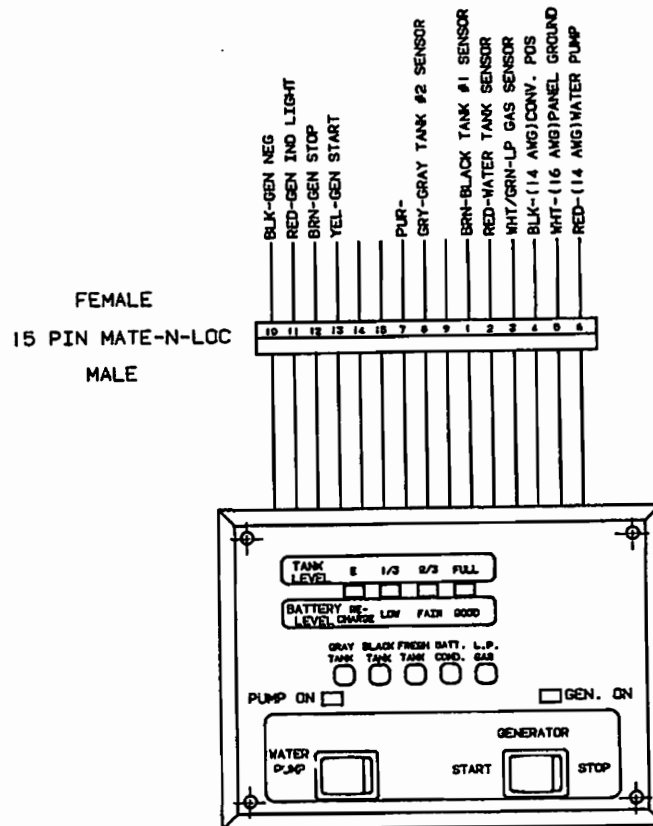 BLK-GEN NEG
RED-GEN IND LIGHT
BRN-GEN STOP
YEL-GEN START
PUR-
GRY-GRAY TANK #2 SENSOR
BRN-BLACK TANK #1 SENSOR
RED-WATER TANK SENSOR
WHT/GRN-LP GAS SENSOR
BLK-(14 AWG)CONV. POS
WHT-(16 AWG)PANEL GROUND
RED-(14 AWG)WATER PUMP
FEMALE
15 PIN MATE-N-LOC
MALE
10 11 12 13 14 15 7 8 9 1 2 3 4 5 6
TANK LEVEL E 1/3 2/3 FULL
BATTERY LEVEL RE-CHARGE LOW FAIR GOOD
GRAY TANK BLACK TANK FRESH TANK BATT. COND. L.P. GAS
PUMP ON GEN. ON
GENERATOR
WATER PUMP START STOP